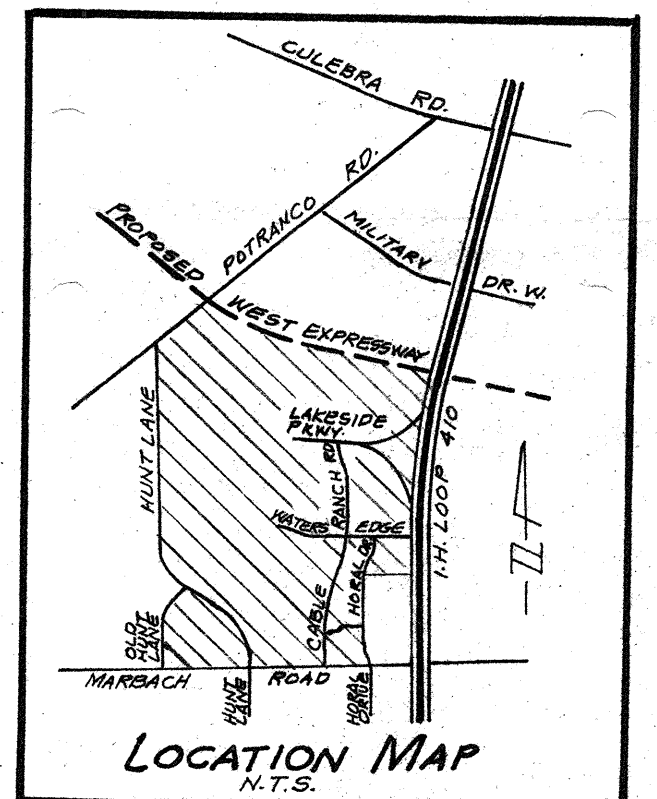 CULEBRA RD.
POTRANCO RD.
PROPOSED
MILITARY DR. W.
WEST EXPRESSWAY
LAKESIDE
PKWY.
HUNT LANE
CABLE RANCH RD
I.H. LOOP 410
WATERS EDGE
HORAL DR
N
OLD
HUNT
LANE
MARBACH ROAD
HUNT
LANE
HORAL
DRIVE
LOCATION MAP
N.T.S.